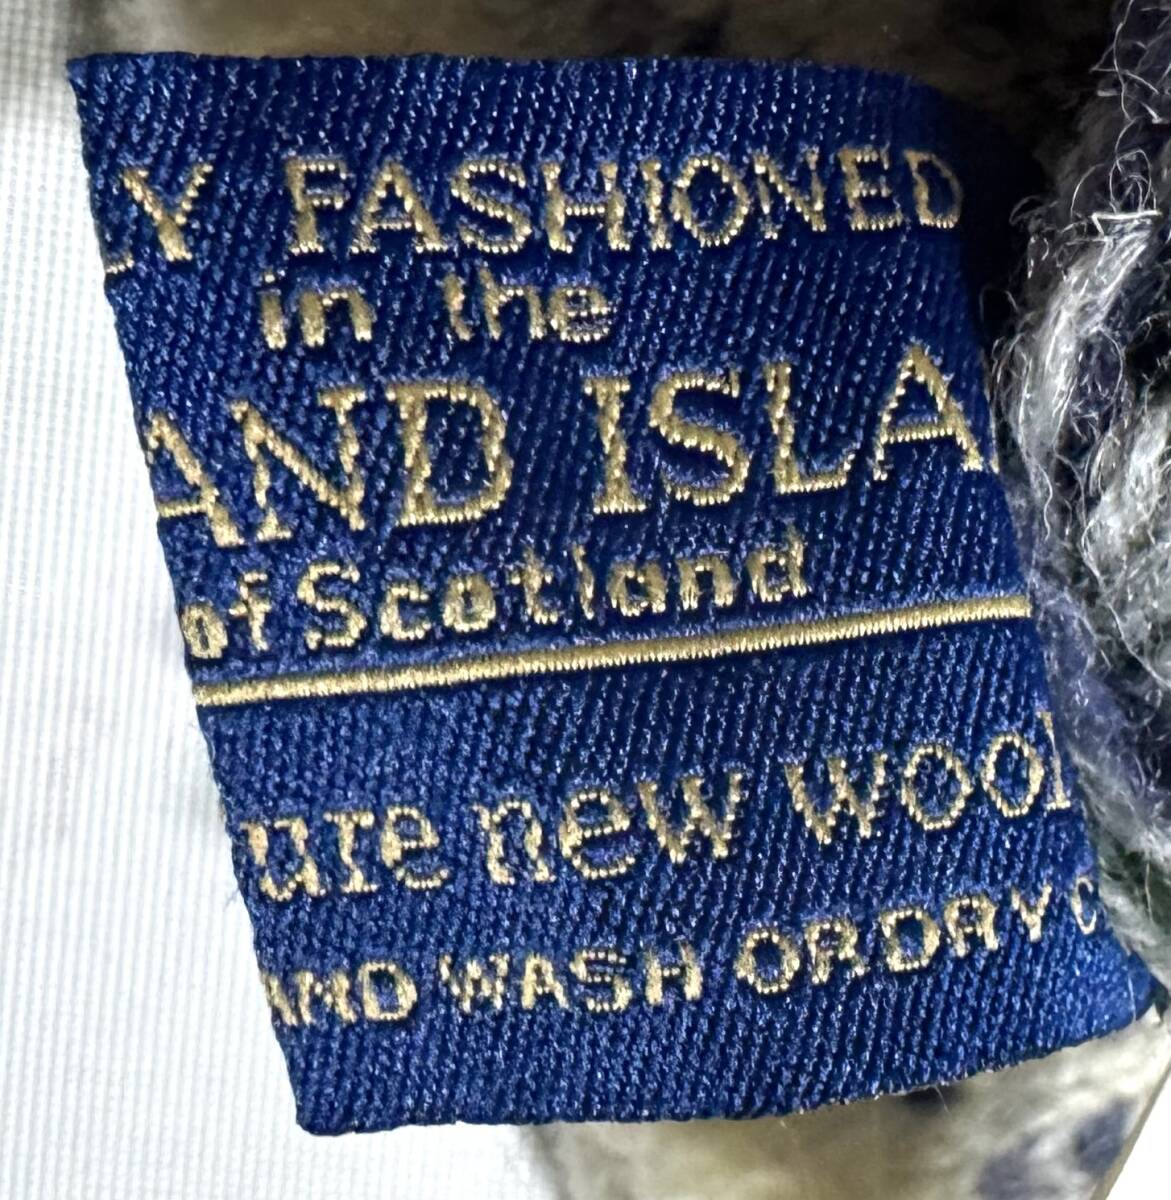 LY FASHIONED
in the
AND ISLA
of Scotland
ure new wool
AND WASH OR DRY C